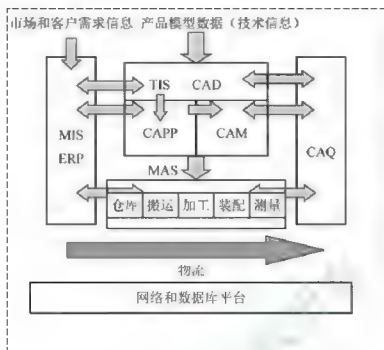 市场和客户需求信息 产品模型数据（技术信息）
TIS CAD
MIS
ERP
CAPP
CAM
CAQ
MAS
仓库 搬运 加工 装配 测量
物流
网络和数据库平台